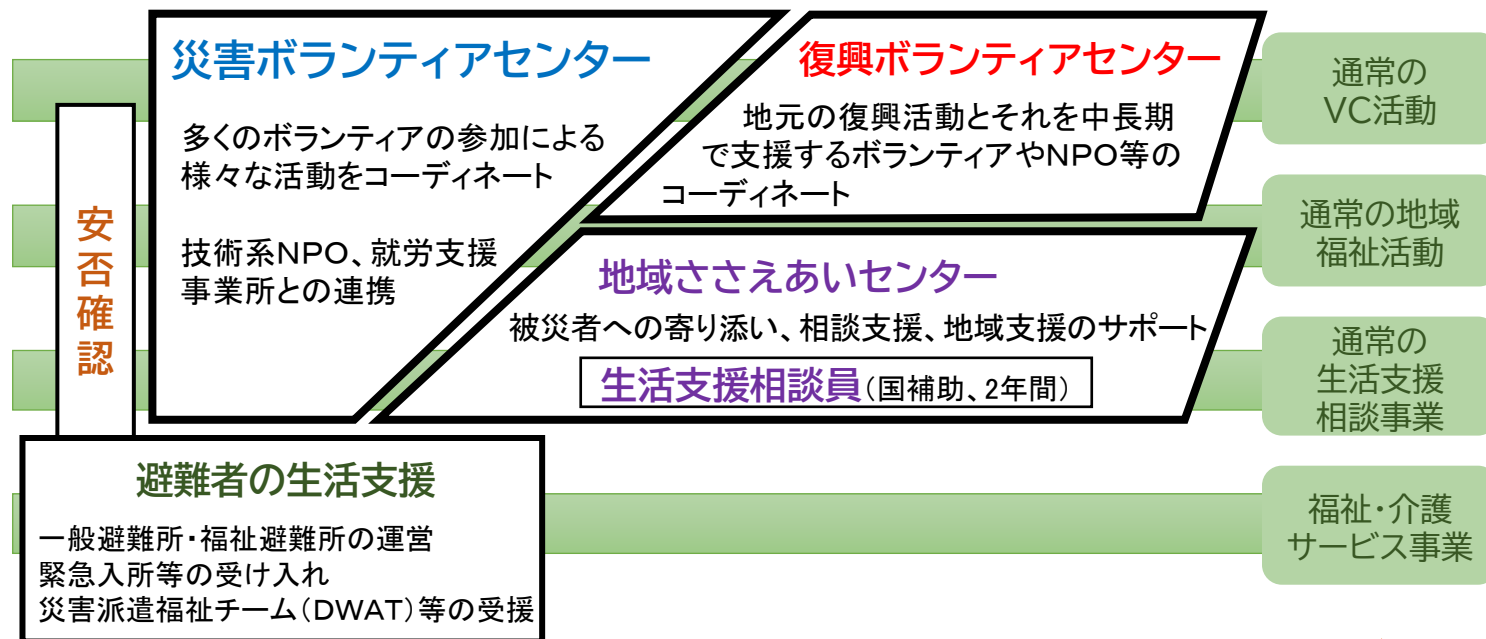 災害ボランティアセンター
多くのボランティアの参加による
様々な活動をコーディネート
技術系NPO、就労支援
事業所との連携
復興ボランティアセンター
地元の復興活動とそれを中長期
で支援するボランティアやNPO等の
コーディネート
地域ささえあいセンター
被災者への寄り添い、相談支援、地域支援のサポート
生活支援相談員(国補助、2年間)
安否確認
避難者の生活支援
一般避難所・福祉避難所の運営
緊急入所等の受け入れ
災害派遣福祉チーム(DWAT)等の受援
通常の
VC活動
通常の地域
福祉活動
通常の
生活支援
相談事業
福祉・介護
サービス事業